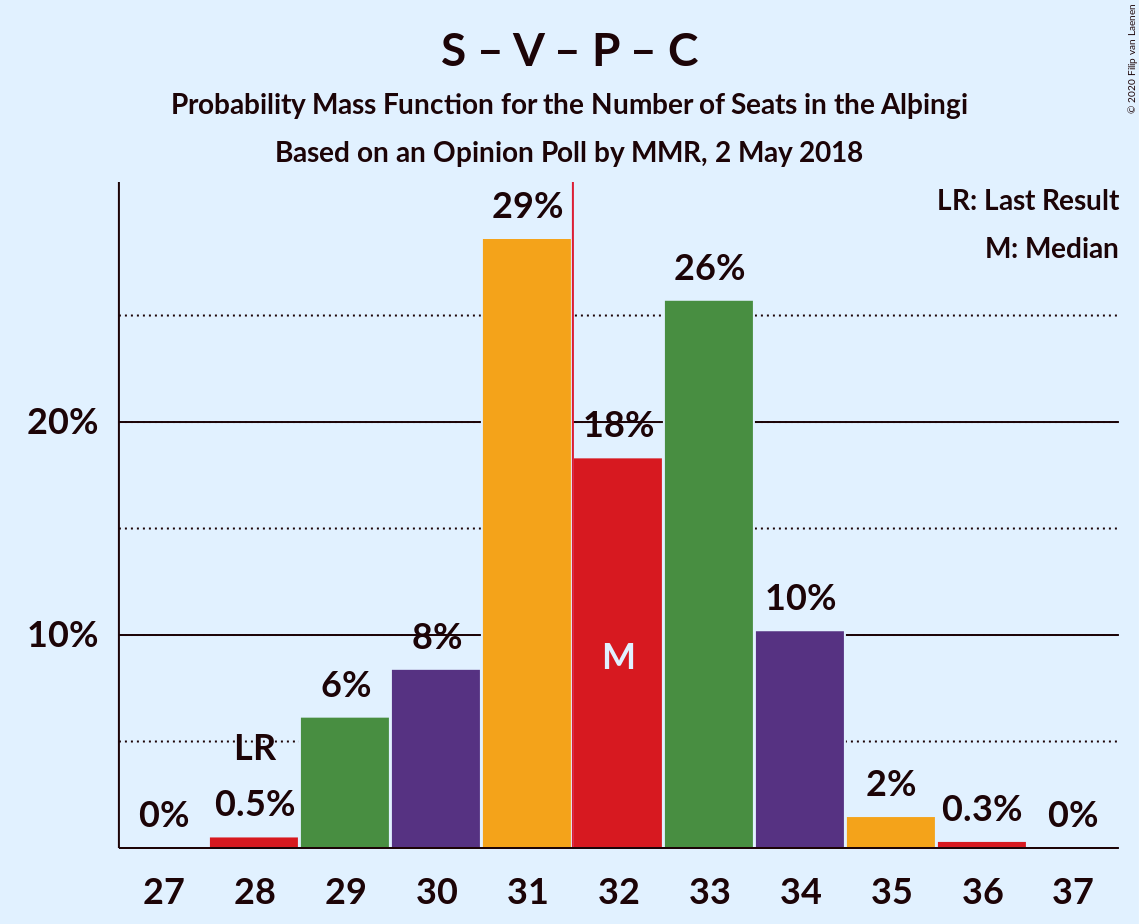 S – V – P – C
Probability Mass Function for the Number of Seats in the Alþingi
Based on an Opinion Poll by MMR, 2 May 2018
© 2020 Filip van Laenen
LR: Last Result
M: Median
20%
10%
0%
LR
0.5%
6%
8%
29%
18%
M
26%
10%
2%
0.3%
0%
27 28 29 30 31 32 33 34 35 36 37